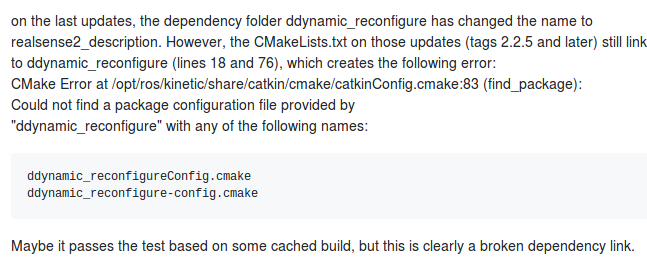 on the last updates, the dependency folder ddynamic_reconfigure has changed the name to
realsense2_description. However, the CMakeLists.txt on those updates (tags 2.2.5 and later) still link
to ddynamic_reconfigure (lines 18 and 76), which creates the following error:
CMake Error at /opt/ros/kinetic/share/catkin/cmake/catkinConfig.cmake:83 (find_package):
Could not find a package configuration file provided by
"ddynamic_reconfigure" with any of the following names:
ddynamic_reconfigureConfig.cmake
ddynamic_reconfigure-config.cmake
Maybe it passes the test based on some cached build, but this is clearly a broken dependency link.